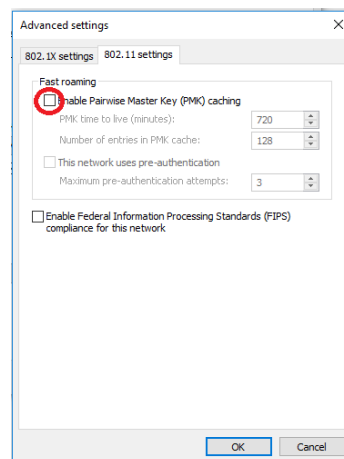 Advanced settings
802.1X settings 802.11 settings
Fast roaming
Enable Pairwise Master Key (PMK) caching
PMK time to live (minutes): 720
Number of entries in PMK cache: 128
This network uses pre-authentication
Maximum pre-authentication attempts: 3
Enable Federal Information Processing Standards (FIPS)
compliance for this network
OK Cancel